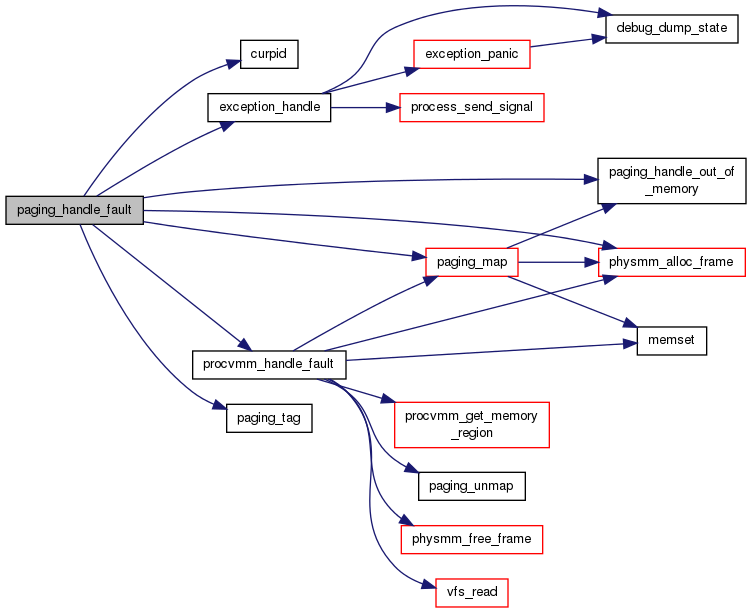 debug_dump_state
curpid
exception_panic
exception_handle
process_send_signal
paging_handle_out_of
_memory
paging_handle_fault
paging_map
physmm_alloc_frame
memset
procvmm_handle_fault
paging_tag
procvmm_get_memory
_region
paging_unmap
physmm_free_frame
vfs_read